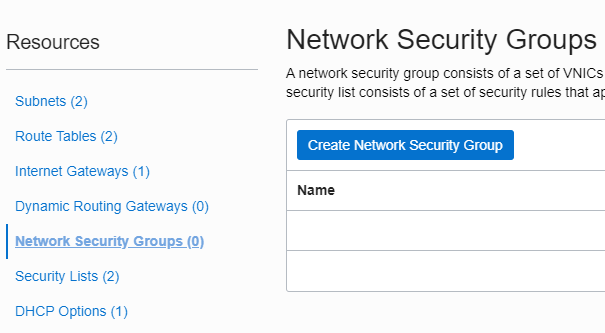 Resources
Subnets (2)
Route Tables (2)
Internet Gateways (1)
Dynamic Routing Gateways (0)
Network Security Groups (0)
Security Lists (2)
DHCP Options (1)
Network Security Groups
A network security group consists of a set of VNICs
security list consists of a set of security rules that ap
Create Network Security Group
Name